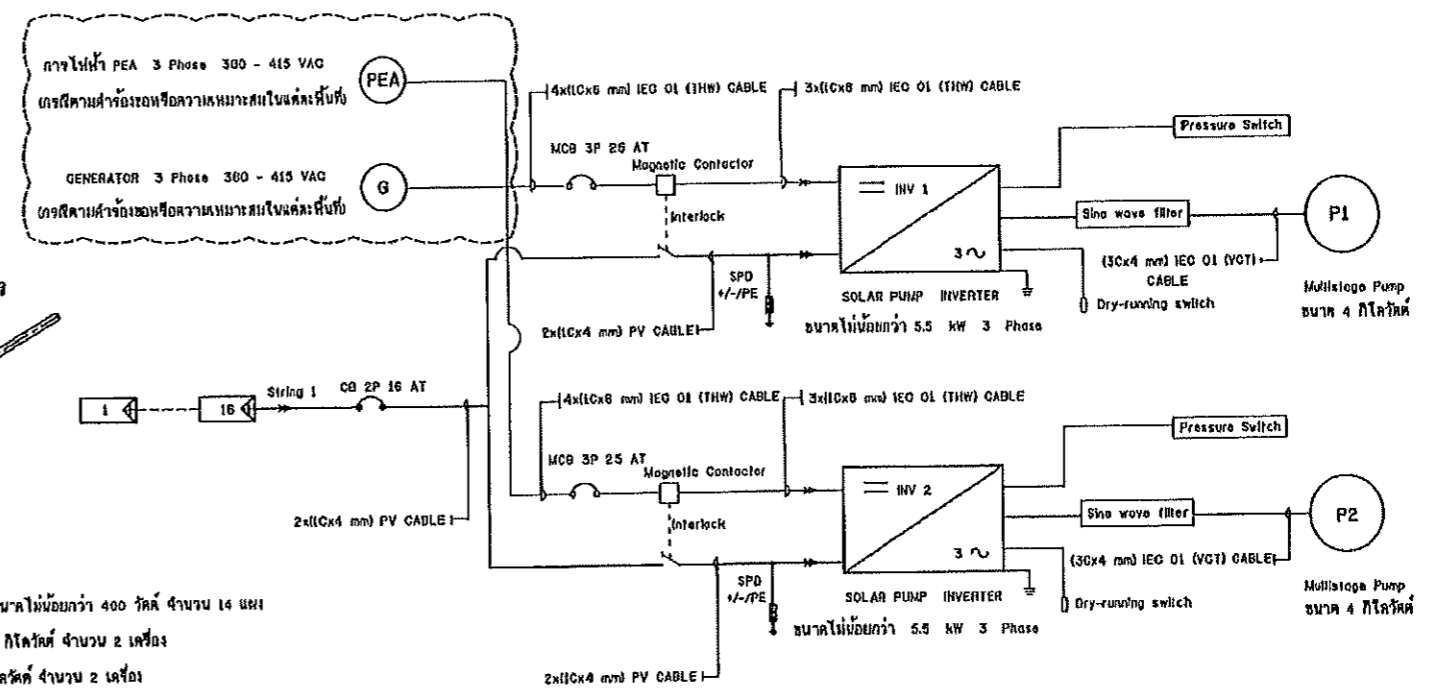 การไฟฟ้า PEA 3 Phase 380 - 415 VAC
(กรณีตามคำร้องขอหรือความเหมาะสมในแต่ละพื้นที่)
PEA
GENERATOR 3 Phase 380 - 415 VAC
(กรณีตามคำร้องขอหรือความเหมาะสมในแต่ละพื้นที่)
G
4x(1Cx6 mm) IEC 01 (THW) CABLE
3x(1Cx6 mm) IEC 01 (THW) CABLE
MCB 3P 25 AT
Magnetic Contactor
Interlock
SPD
+/-/PE
2x(1Cx4 mm) PV CABLE
INV 1
3
SOLAR PUMP INVERTER
ขนาดไม่น้อยกว่า 5.5 kW 3 Phase
Pressure Switch
Sine wave filter
P1
(3Cx4 mm) IEC 01 (VCT)
CABLE
Dry-running switch
Multistage Pump
ขนาด 4 กิโลวัตต์
1
16
String 1
CB 2P 16 AT
2x(1Cx4 mm) PV CABLE
4x(1Cx6 mm) IEC 01 (THW) CABLE
3x(1Cx6 mm) IEC 01 (THW) CABLE
MCB 3P 25 AT
Magnetic Contactor
Interlock
SPD
+/-/PE
2x(1Cx4 mm) PV CABLE
INV 2
3
SOLAR PUMP INVERTER
ขนาดไม่น้อยกว่า 5.5 kW 3 Phase
Pressure Switch
Sine wave filter
P2
(3Cx4 mm) IEC 01 (VCT) CABLE
Dry-running switch
Multistage Pump
ขนาด 4 กิโลวัตต์
ขนาดไม่น้อยกว่า 400 วัตต์ จำนวน 14 แผง
กิโลวัตต์ จำนวน 2 เครื่อง
จำนวน 2 เครื่อง